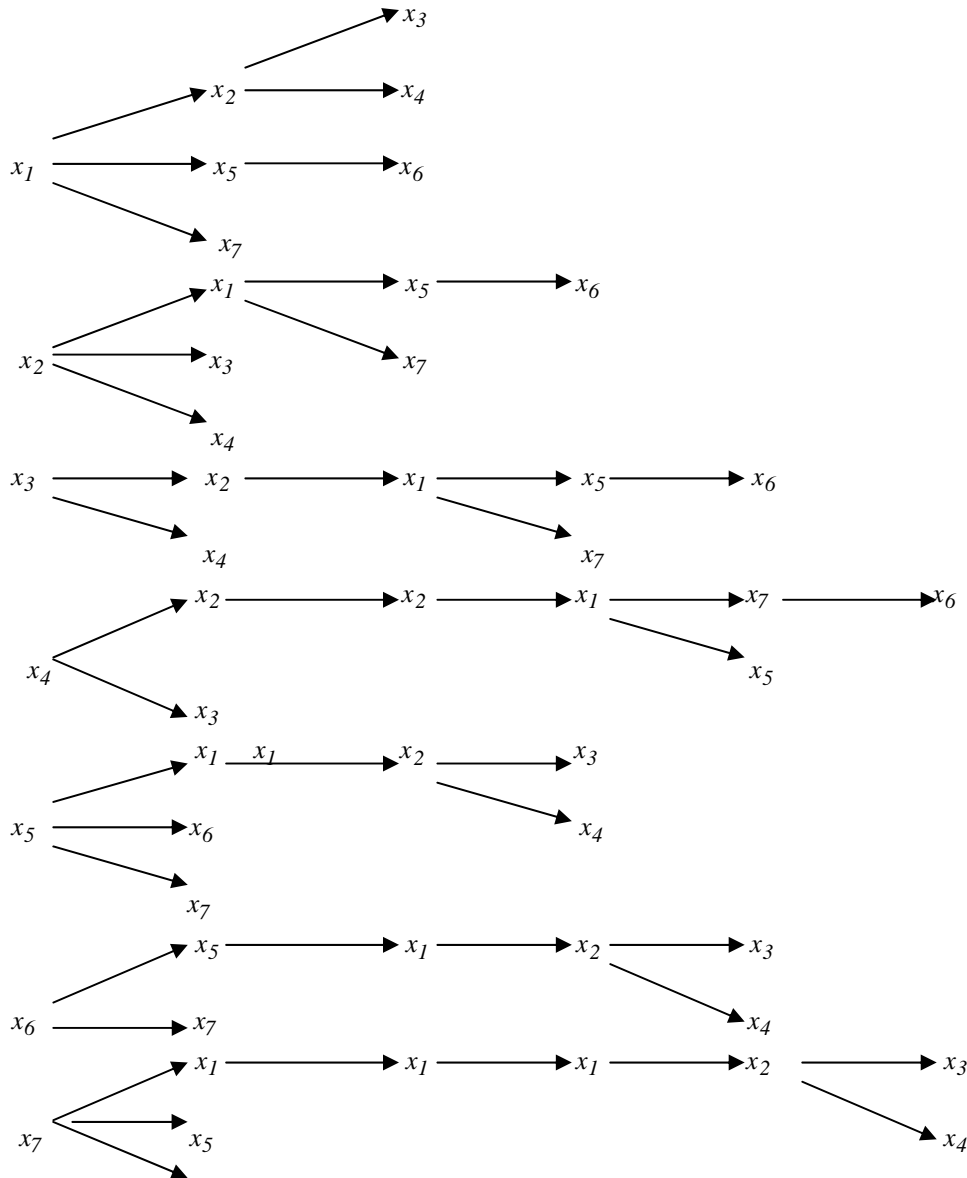 x3
x2 x4
x1 x5 x6
x7
x1 x5 x6
x2 x3 x7
x4
x3 x2 x1 x5 x6
x4 x7
x2 x2 x1 x7 x6
x4 x5
x3
x1 x1 x2 x3
x5 x6 x4
x7
x5 x1 x2 x3
x6 x7 x4
x1 x1 x1 x2 x3
x7 x5 x4